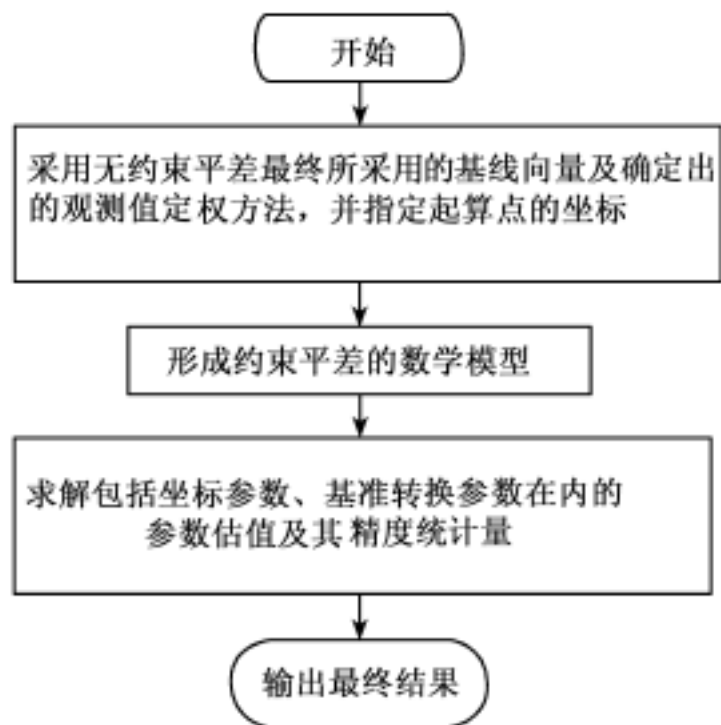 开始
采用无约束平差最终所采用的基线向量及确定出
的观测值定权方法，并指定起算点的坐标
形成约束平差的数学模型
求解包括坐标参数、基准转换参数在内的
参数估值及其精度统计量
输出最终结果